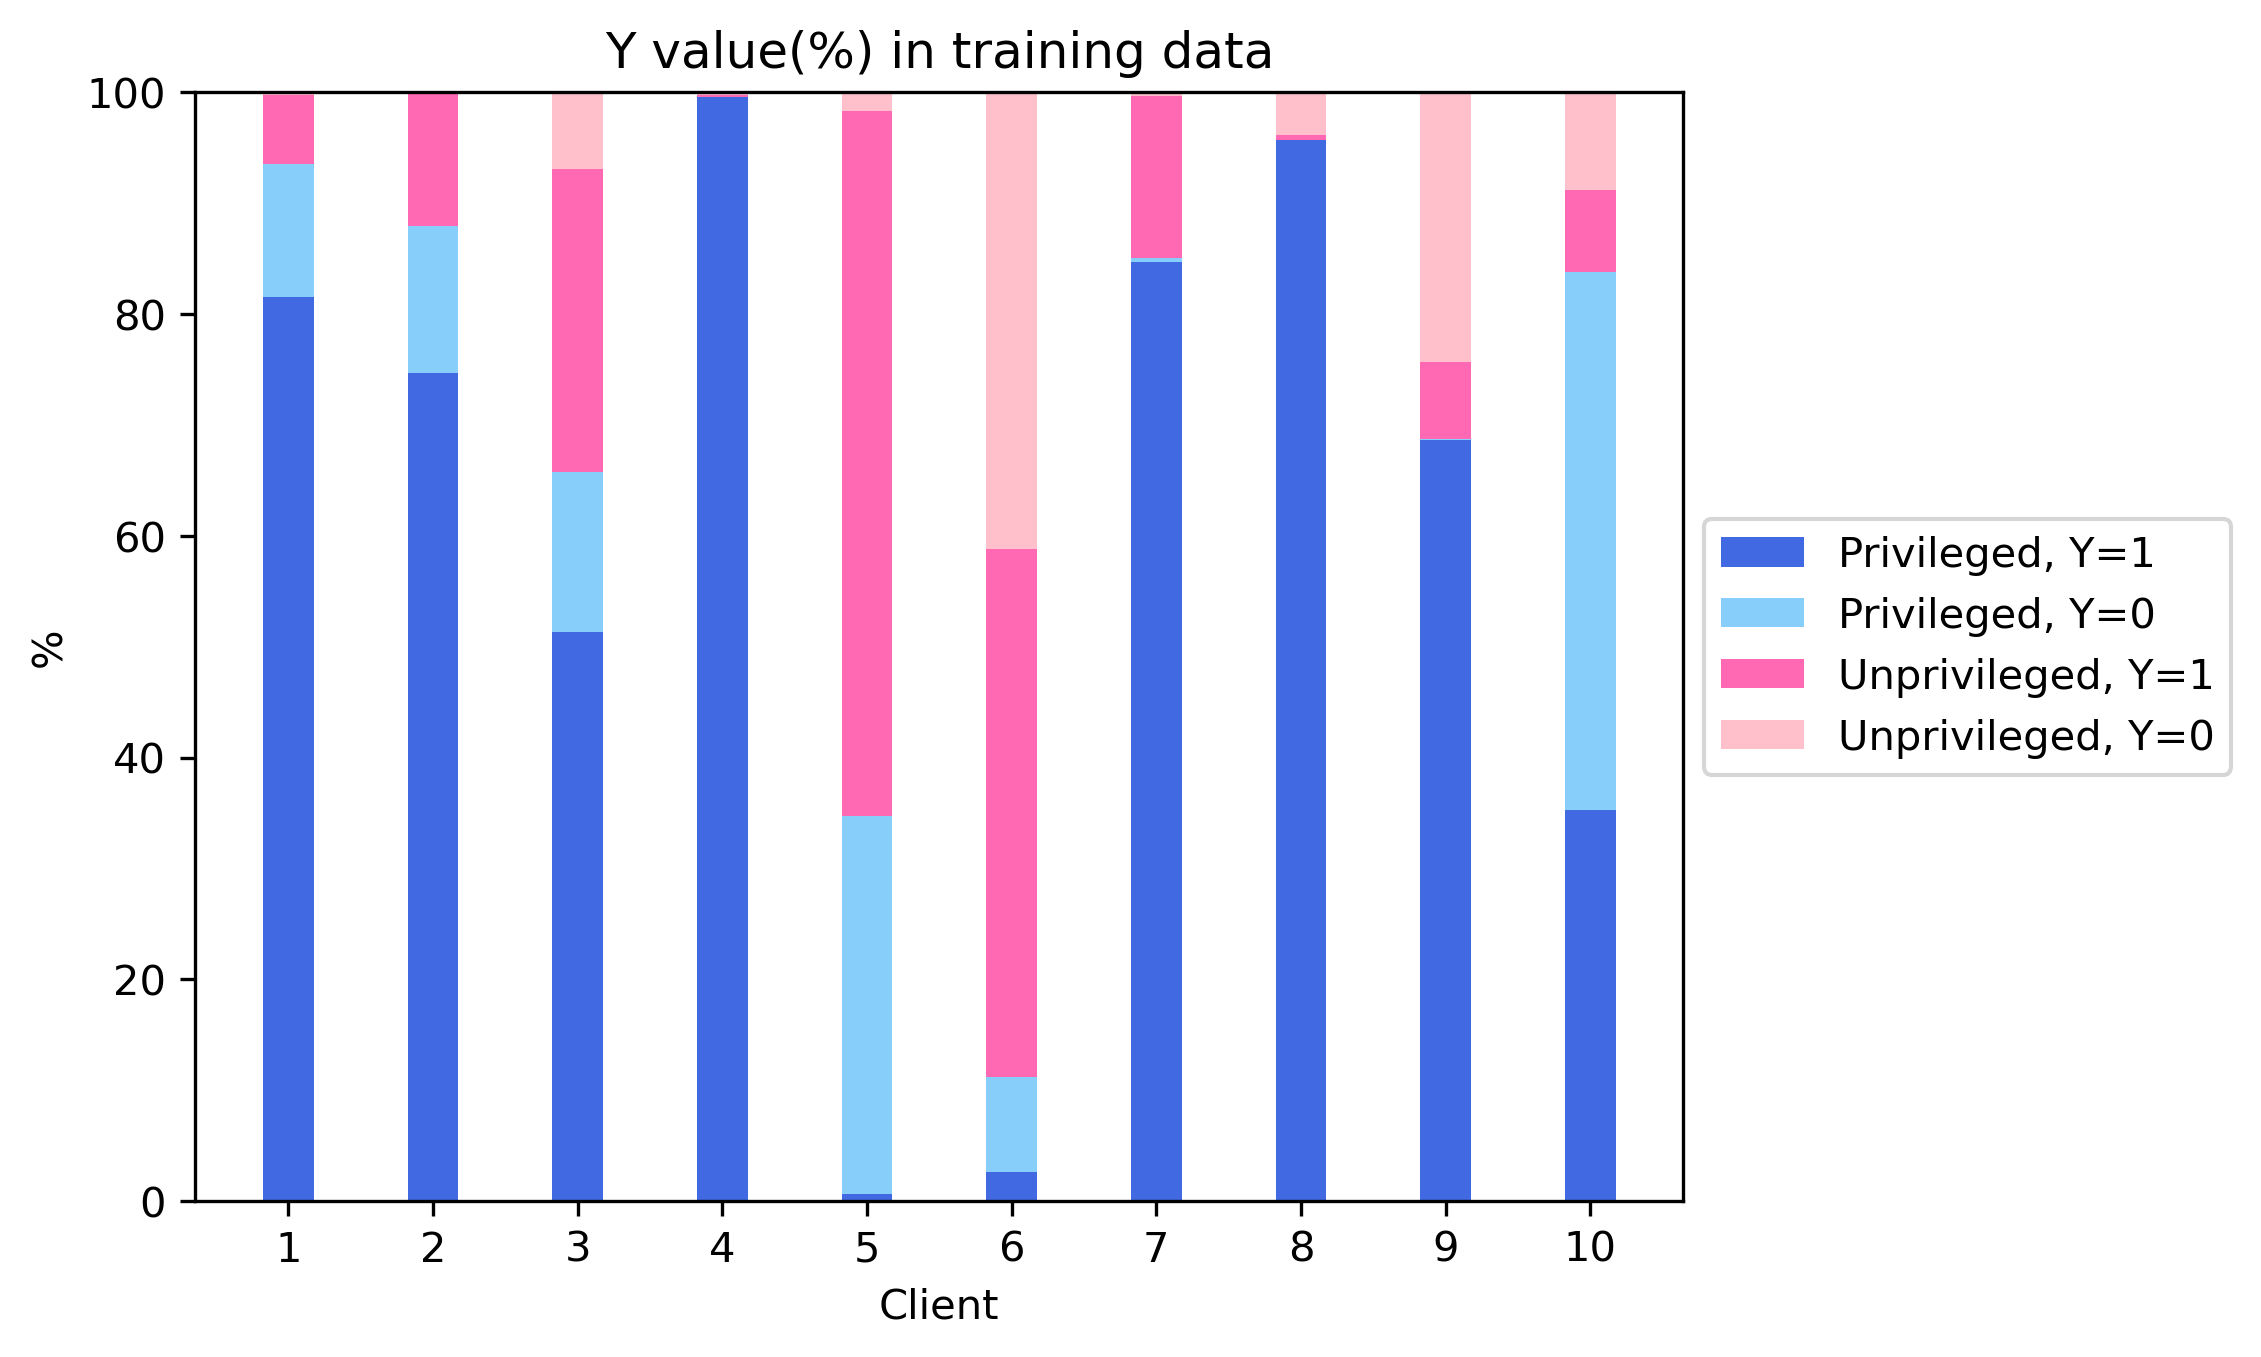 Y value(%) in training data
100
80
60
40
20
0
%
1 2 3 4 5 6 7 8 9 10
Client
Privileged, Y=1
Privileged, Y=0
Unprivileged, Y=1
Unprivileged, Y=0